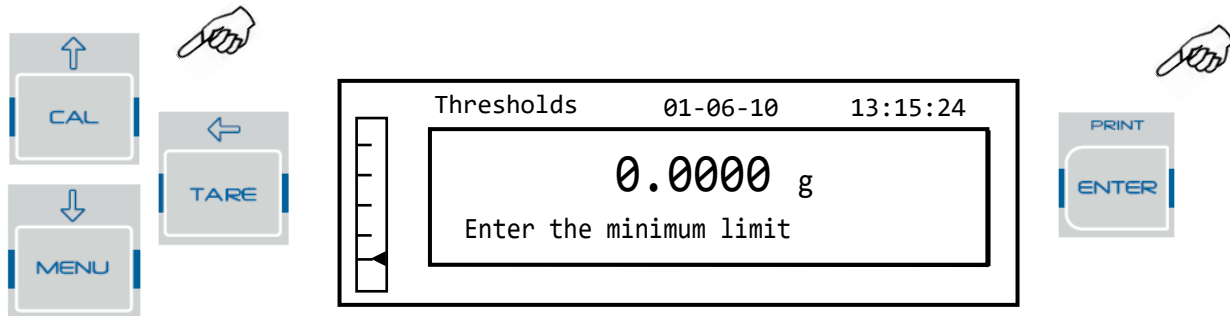 CAL
TARE
MENU
Thresholds 01-06-10 13:15:24
0.0000 g
Enter the minimum limit
PRINT
ENTER